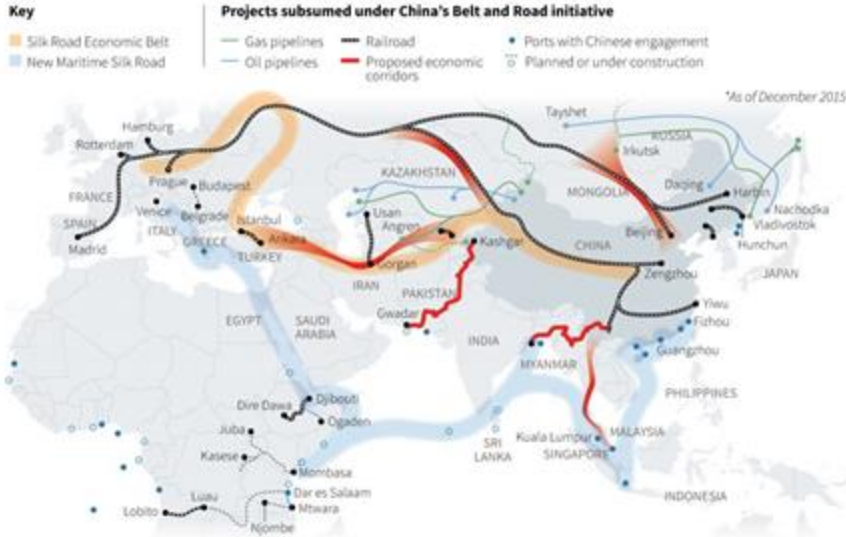 Key
Projects subsumed under China's Belt and Road initiative
Silk Road Economic Belt
New Maritime Silk Road
Gas pipelines
Oil pipelines
Railroad
Proposed economic
corridors
Ports with Chinese engagement
Planned or under construction
*As of December 2015
Tayshet
RUSSIA
Hamburg
Rotterdam
Irkutsk
Prague
Budapest
KAZAKHSTAN
MONGOLIA
Daqing
Harbin
FRANCE
Venice
Belgrade
Usan
Nachodka
SPAIN
ITALY
Istanbul
Angren
Vladivostok
Madrid
GREECE
Ankara
Kashgar
Beijing
Hunchun
TURKEY
Gorgan
CHINA
Zengzhou
JAPAN
IRAN
PAKISTAN
Yiwu
EGYPT
SAUDI
ARABIA
Gwadar
Fizhou
INDIA
MYANMAR
Guangzhou
Djibouti
PHILIPPINES
Dire Dawa
Ogaden
Juba
Kuala Lumpur
MALAYSIA
SRI
LANKA
SINGAPORE
Kasese
Mombasa
Dar es Salaam
INDONESIA
Luau
Lobito
Mtwara
Njombe